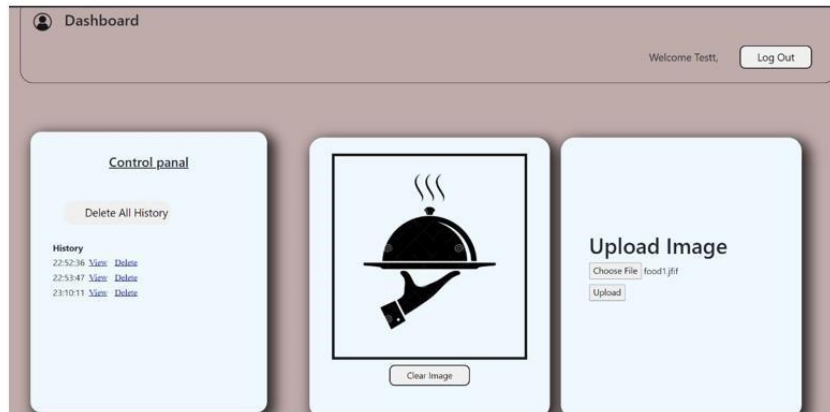 Dashboard
Welcome Testt,
Log Out
Control panal
Delete All History
History
22:52:36 View Delete
22:53:47 View Delete
23:10:11 View Delete
Clear Image
Upload Image
Choose File food1.jfif
Upload